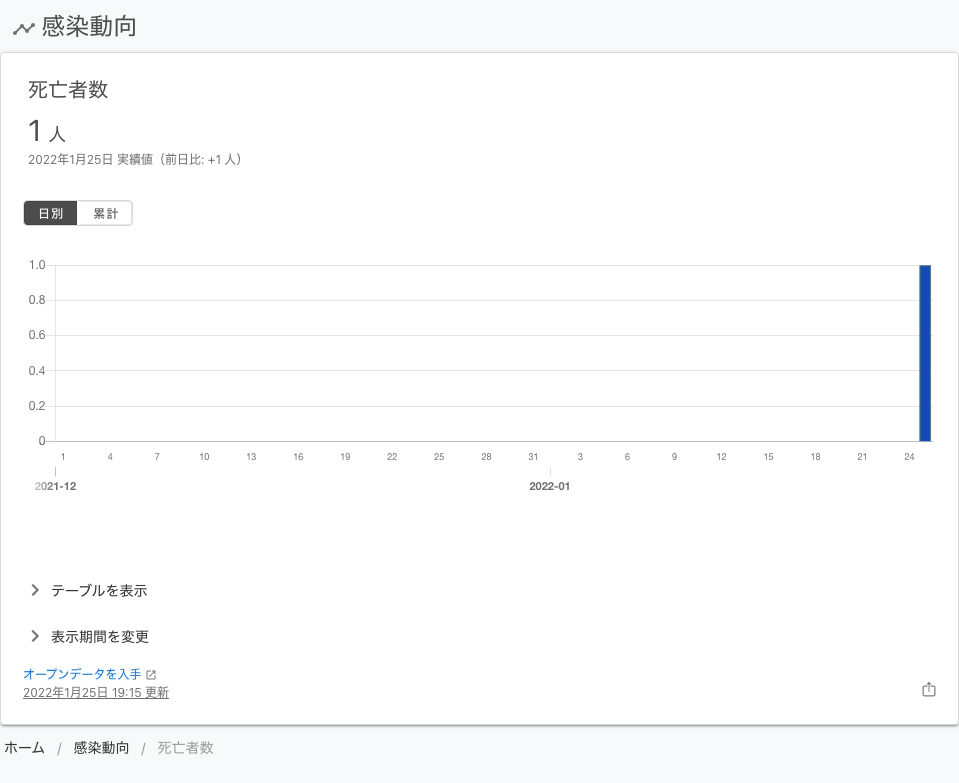 感染動向
死亡者数
1 人
2022年1月25日 実績値（前日比: +1 人）
日別 累計
1.0
0.8
0.6
0.4
0.2
0
1 4 7 10 13 16 19 22 25 28 31 3 6 9 12 15 18 21 24
2021-12 2022-01
テーブルを表示
表示期間を変更
オープンデータを入手
2022年1月25日 19:15 更新
ホーム / 感染動向 / 死亡者数